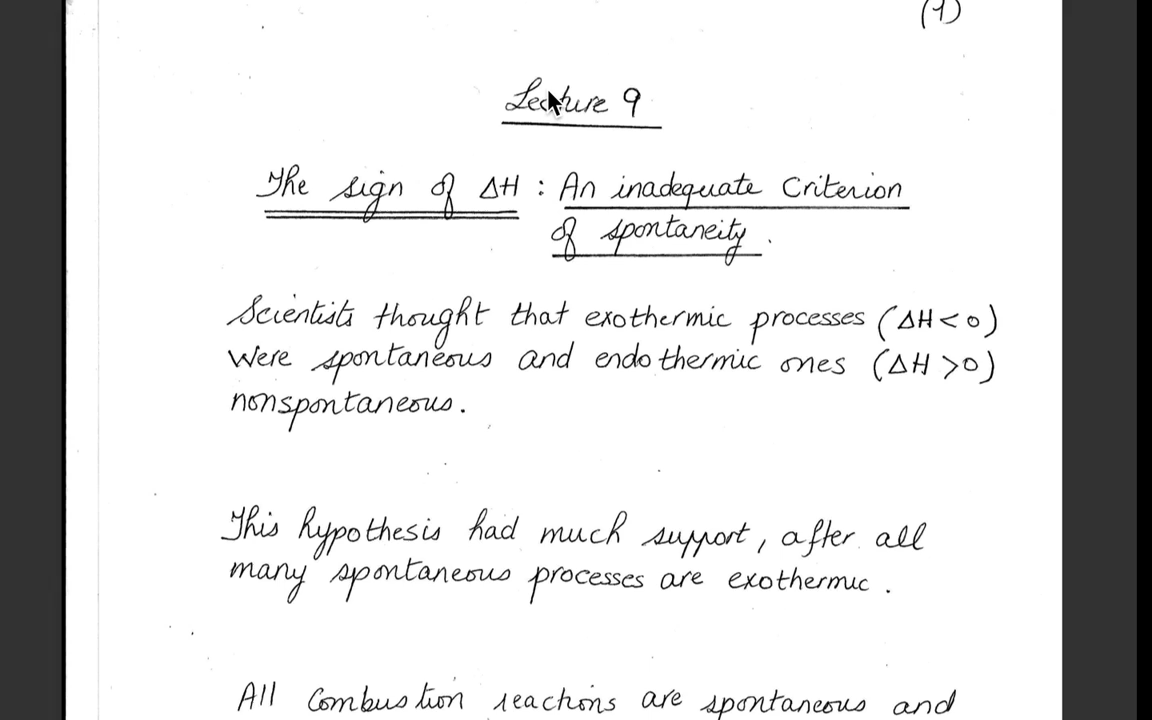 (1)
Lecture 9
The sign of ΔH : An inadequate Criterion
of spontaneity .
Scientists thought that exothermic processes (ΔH<0)
Were spontaneous and endothermic ones (ΔH >0)
nonspontaneous.
This hypothesis had much support, after all
many spontaneous processes are exothermic .
All Combustion reactions are spontaneous and